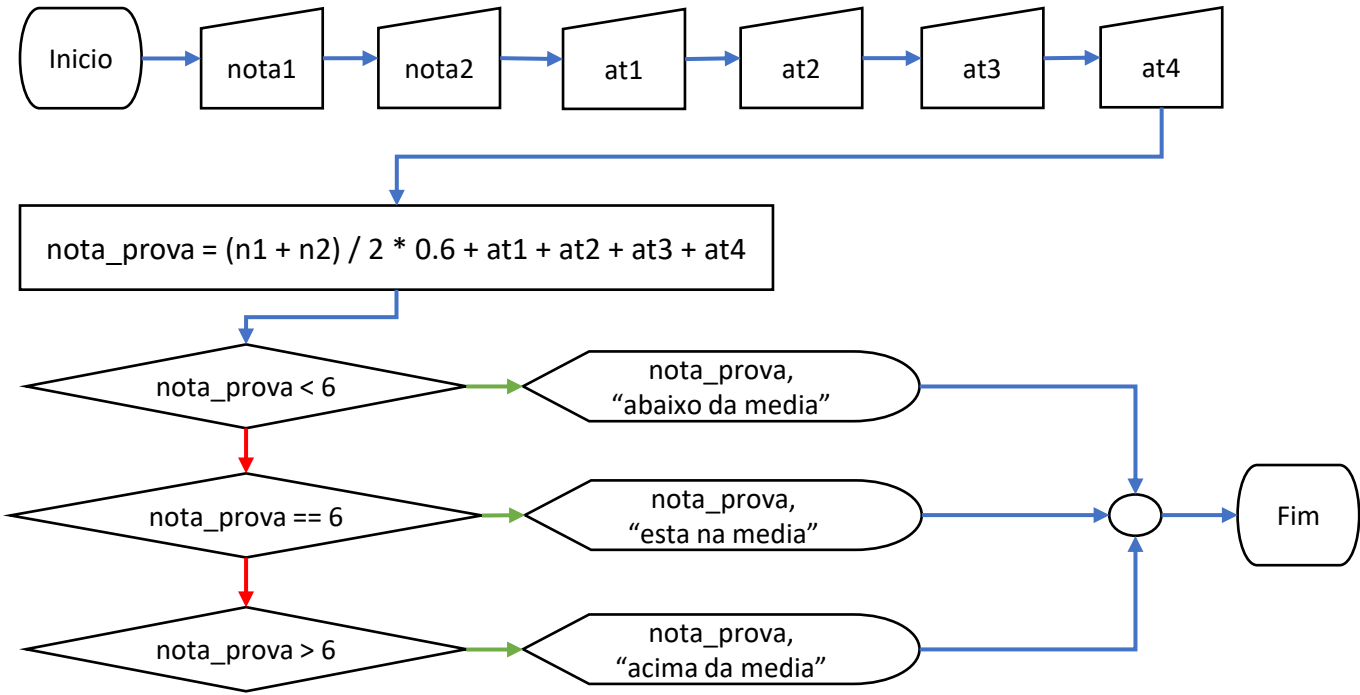 Inicio
nota1
nota2
at1
at2
at3
at4
nota_prova = (n1 + n2) / 2 * 0.6 + at1 + at2 + at3 + at4
nota_prova < 6
nota_prova,
“abaixo da media”
nota_prova == 6
nota_prova,
“esta na media”
Fim
nota_prova > 6
nota_prova,
“acima da media”